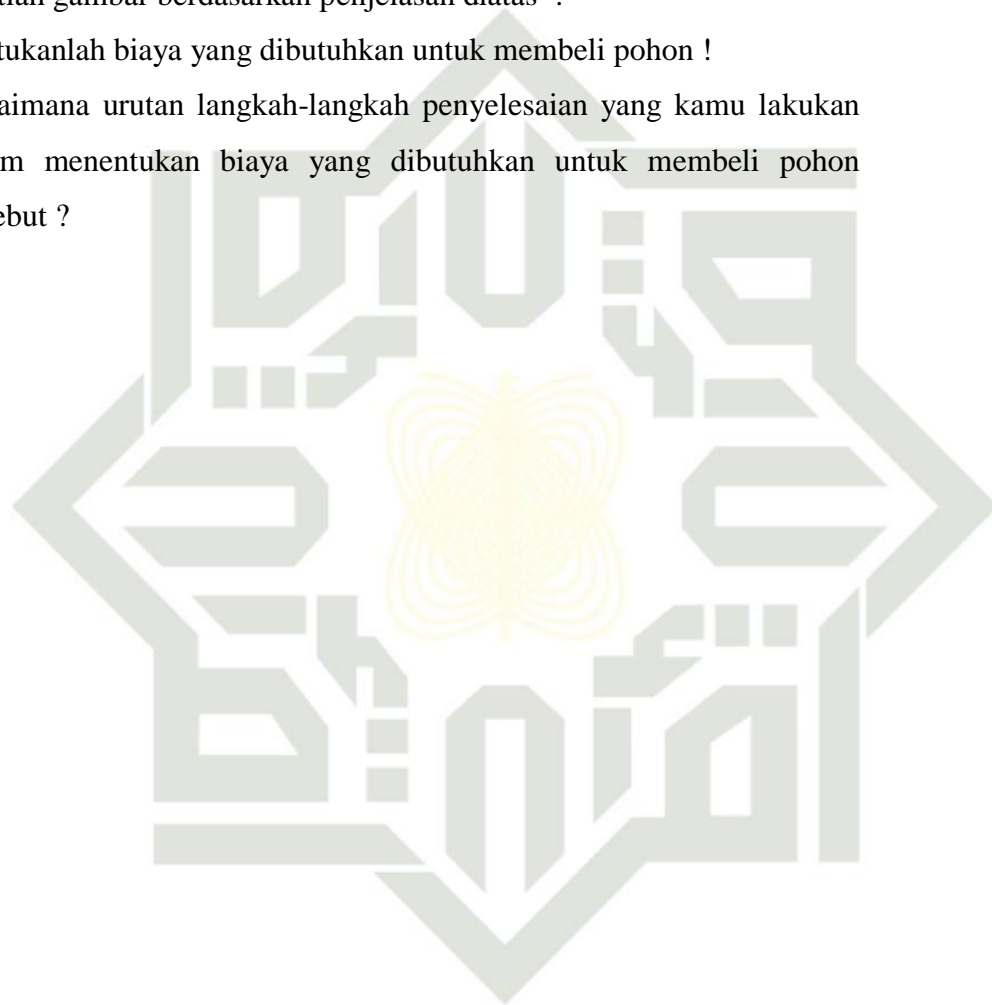 gambar berdasarkan penjelasan diatas
tukanlah biaya yang dibutuhkan untuk membeli pohon !
aimana urutan langkah-langkah penyelesaian yang kamu lakukan
m menentukan biaya yang dibutuhkan untuk membeli pohon
ebut ?